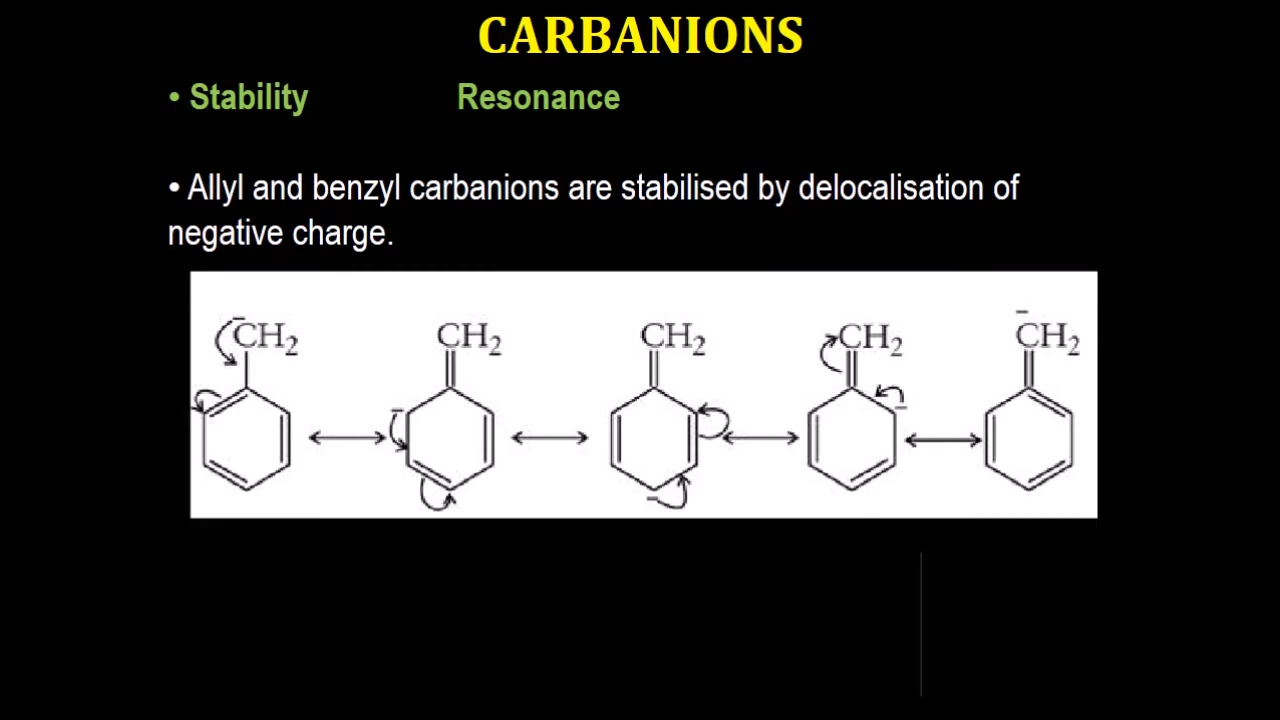 CARBANIONS
• Stability Resonance
• Allyl and benzyl carbanions are stabilised by delocalisation of
negative charge.
CH2 CH2 CH2 CH2 CH2